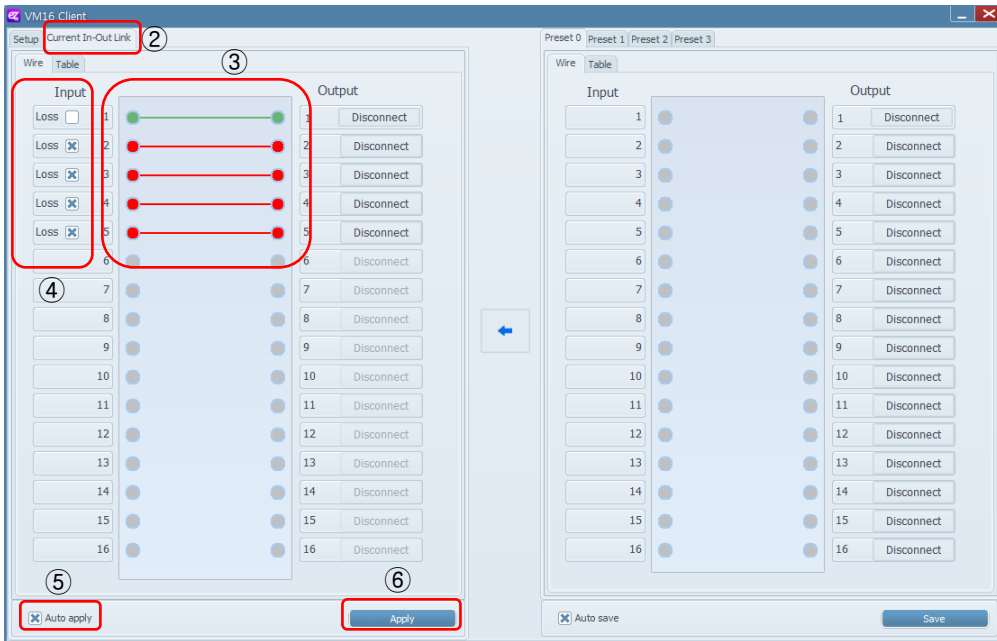 VM16 Client
Setup Current In-Out Link ② Preset 0 Preset 1 Preset 2 Preset 3
Wire Table ③ Wire Table
Input Output Input Output
Loss 1 1 Disconnect 1 1 Disconnect
Loss 2 2 Disconnect 2 2 Disconnect
Loss 3 3 Disconnect 3 3 Disconnect
Loss 4 4 Disconnect 4 4 Disconnect
Loss 5 5 Disconnect 5 5 Disconnect
6 6 Disconnect 6 6 Disconnect
④ 7 7 Disconnect 7 7 Disconnect
8 8 Disconnect 8 8 Disconnect
9 9 Disconnect 9 9 Disconnect
10 10 Disconnect 10 10 Disconnect
11 11 Disconnect 11 11 Disconnect
12 12 Disconnect 12 12 Disconnect
13 13 Disconnect 13 13 Disconnect
14 14 Disconnect 14 14 Disconnect
15 15 Disconnect 15 15 Disconnect
16 16 Disconnect 16 16 Disconnect
⑤ ⑥
Auto apply Apply Auto save Save